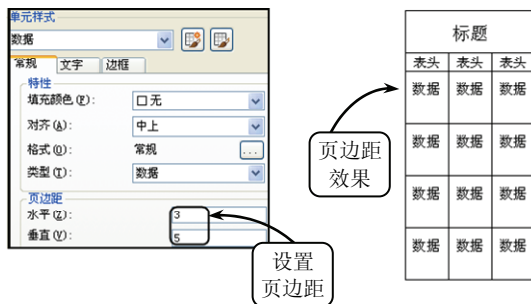 单元样式
数据
常规 文字 边框
特性
填充颜色(F): 无
对齐(A): 中上
格式(O): 常规 ...
类型(T): 数据
页边距
水平(Z): 3
垂直(V): 5
设置
页边距
页边距
效果
标题
表头 表头 表头
数据 数据 数据
数据 数据 数据
数据 数据 数据
数据 数据 数据